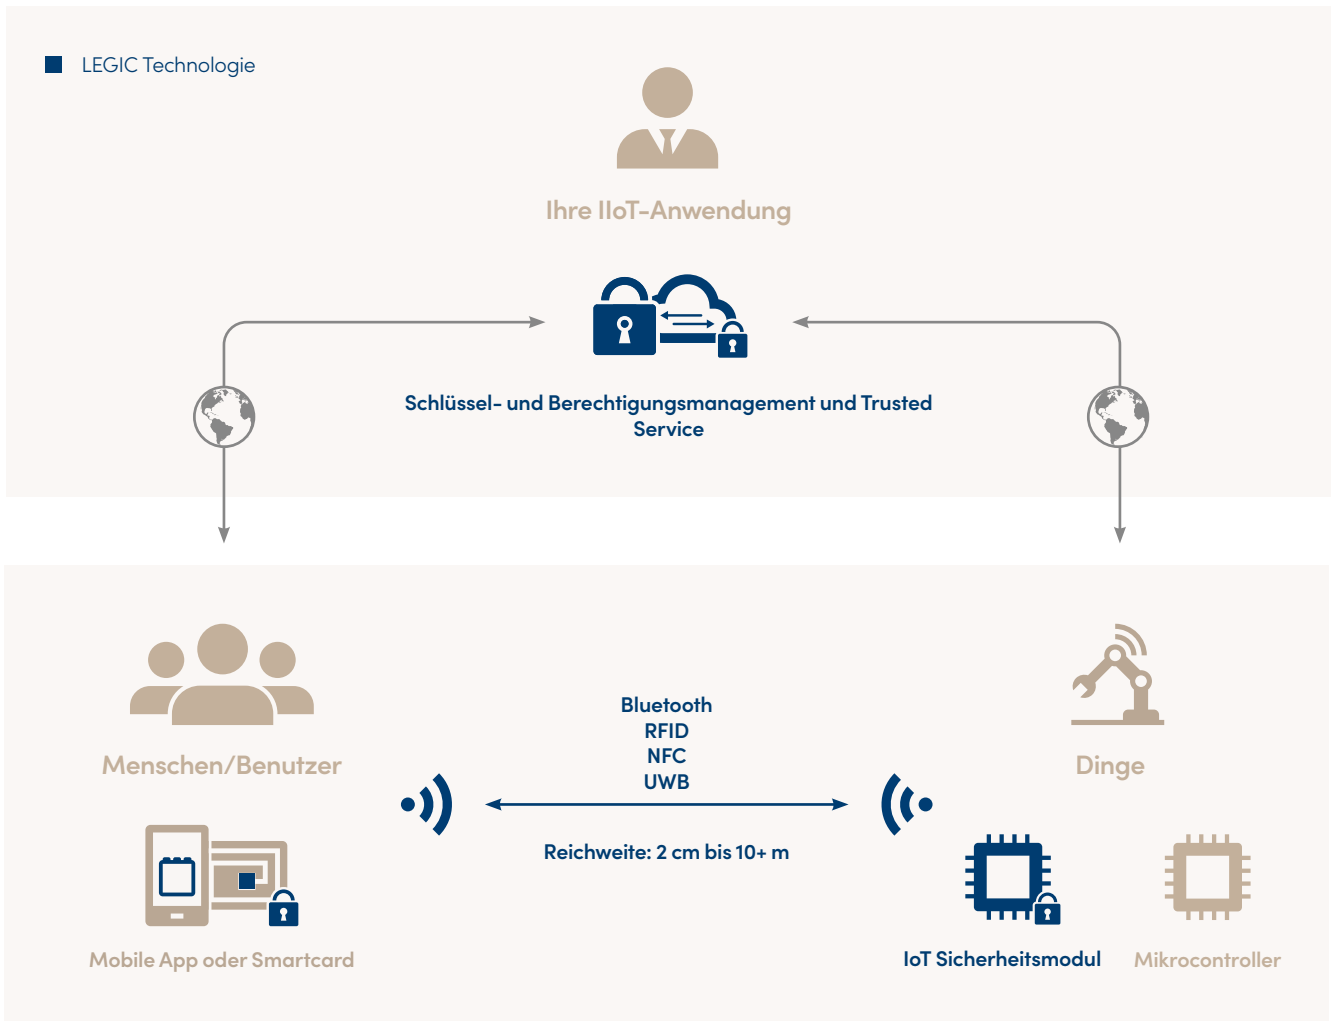 LEGIC Technologie
Ihre IIoT-Anwendung
Schlüssel- und Berechtigungsmanagement und Trusted
Service
Menschen/Benutzer
Mobile App oder Smartcard
Bluetooth
RFID
NFC
UWB
Reichweite: 2 cm bis 10+ m
Dinge
IoT Sicherheitsmodul
Mikrocontroller